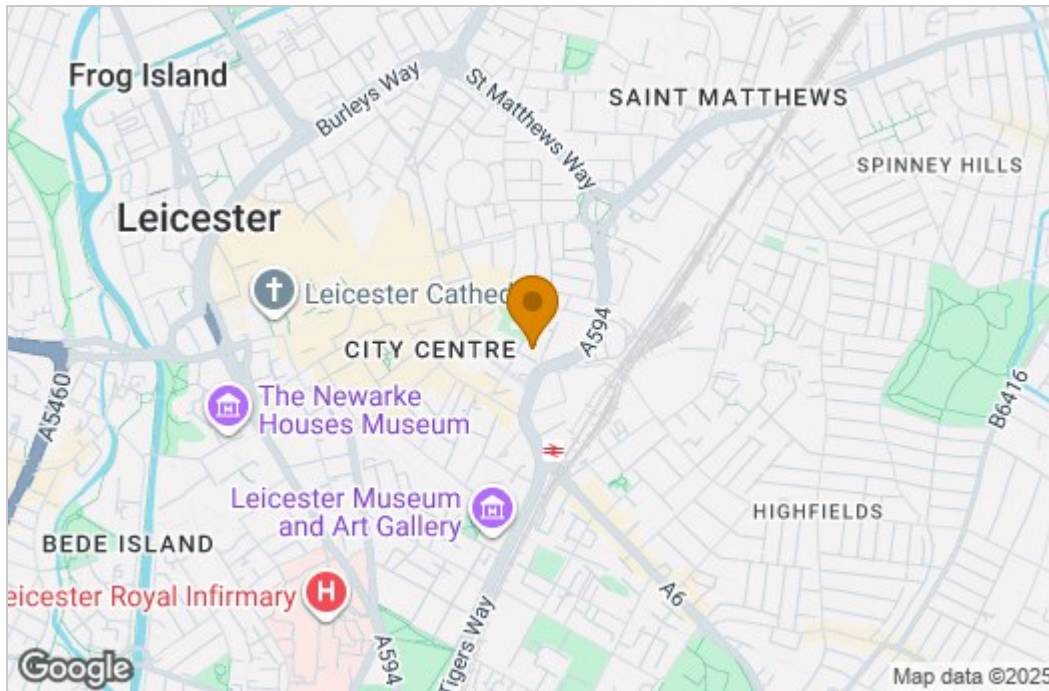 Frog Island
Burleys Way
St Matthews Way
SAINT MATTHEWS
SPINNEY HILLS
Leicester
Leicester Cathed
A594
CITY CENTRE
A5460
The Newarke
Houses Museum
B6416
Leicester Museum
and Art Gallery
HIGHFIELDS
BEDE ISLAND
eicester Royal Infirmary
H
A6
A594
Tigers Way
Google
Map data ©2025